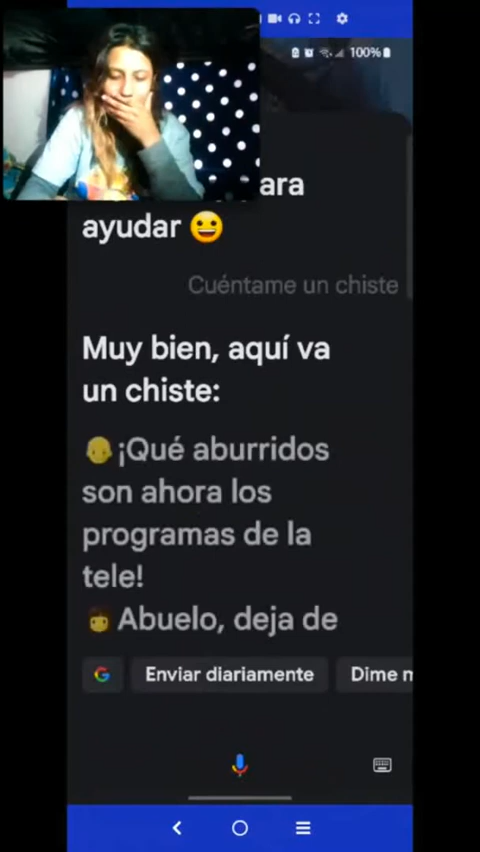 100%
ayudar 😀
Cuéntame un chiste
Muy bien, aquí va
un chiste:
👴¡Qué aburridos
son ahora los
programas de la
tele!
👩Abuelo, deja de
Enviar diariamente
Dime